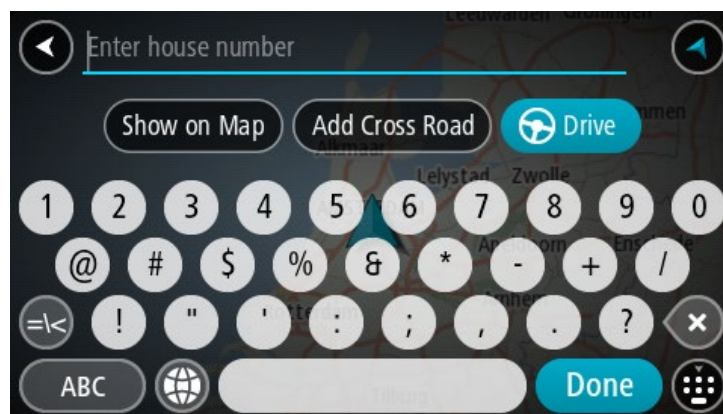 Leeuwarden Groningen
Enter house number
Show on Map Add Cross Road Drive
Alkmaar
Lelystad Zwolle
1 2 3 4 5 6 7 8 9 0
Apeldoorn Enschede
@ # $ % & * - + /
Arnhem
Rotterdam
=\< ! " ' : ; , . ? ×
ABC Done
Tilburg